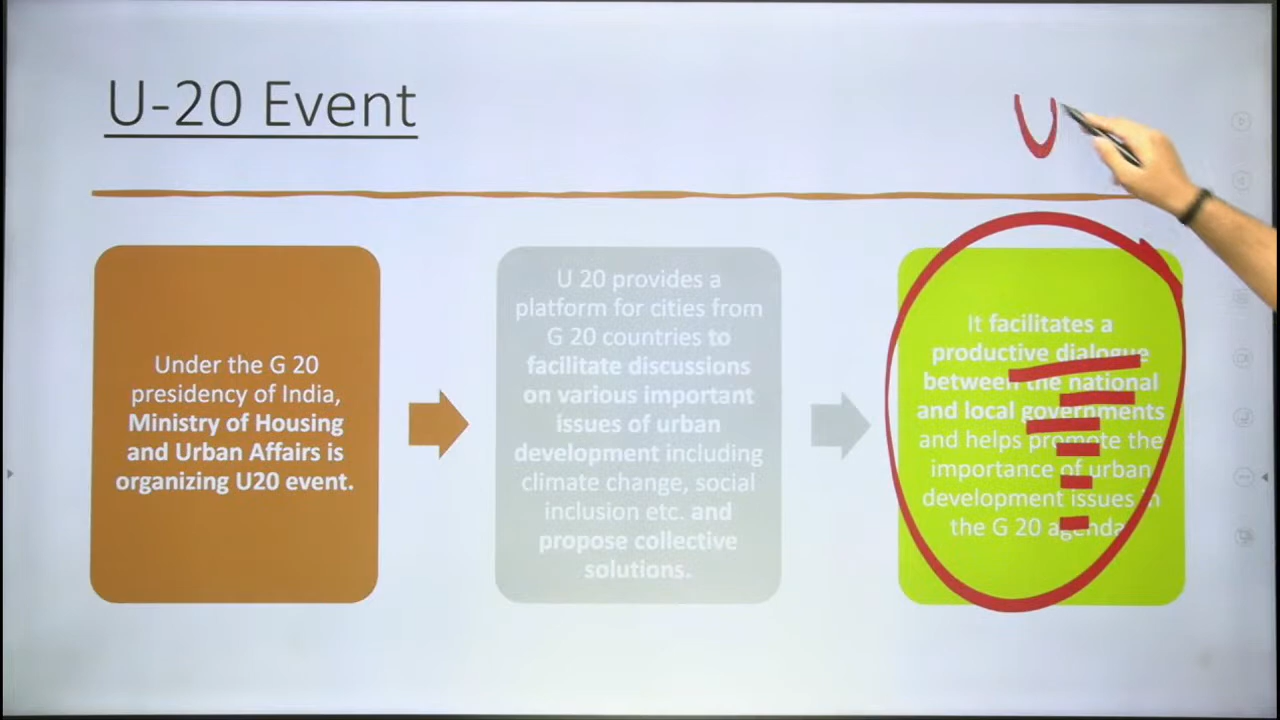 U-20 Event
U
Under the G 20
presidency of India,
Ministry of Housing
and Urban Affairs is
organizing U20 event.
U 20 provides a
platform for cities from
G 20 countries to
facilitate discussions
on various important
issues of urban
development including
climate change, social
inclusion etc. and
propose collective
solutions.
It facilitates a
productive dialogue
between the national
and local governments
and helps promote the
importance of urban
development issues in
the G 20 agenda